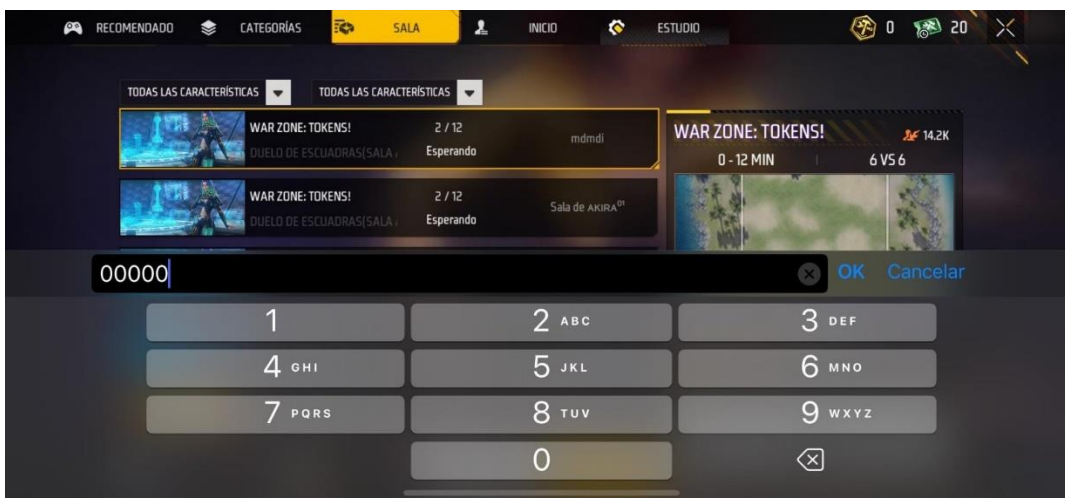 RECOMENDADO CATEGORÍAS SALA INICIO ESTUDIO 0 20
TODAS LAS CARACTERÍSTICAS TODAS LAS CARACTERÍSTICAS
WAR ZONE: TOKENS! 2 / 12 mdmdi
DUELO DE ESCUADRAS(SALA Esperando
WAR ZONE: TOKENS! 2 / 12 Sala de AKIRA⁰¹
DUELO DE ESCUADRAS(SALA Esperando
WAR ZONE: TOKENS! 14.2K
0 - 12 MIN 6 VS 6
00000 OK Cancelar
1 2 ABC 3 DEF
4 GHI 5 JKL 6 MNO
7 PQRS 8 TUV 9 WXYZ
0